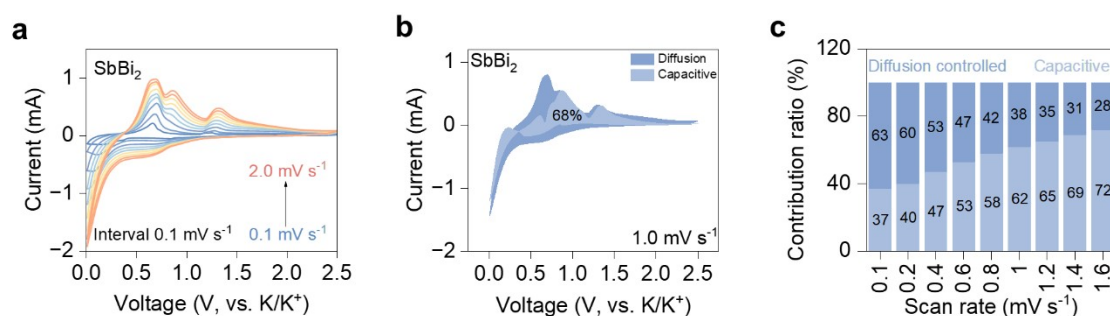 a
SbBi₂
Current (mA)
1
0
−1
−2
2.0 mV s⁻¹
0.1 mV s⁻¹
Interval 0.1 mV s⁻¹
0.0 0.5 1.0 1.5 2.0 2.5
Voltage (V, vs. K/K⁺)
b
SbBi₂
Diffusion
Capacitive
68%
Current (mA)
1
0
−1
−2
1.0 mV s⁻¹
0.0 0.5 1.0 1.5 2.0 2.5
Voltage (V, vs. K/K⁺)
c
Contribution ratio (%)
120
80
40
0
Diffusion controlled Capacitive
63 60 53 47 42 38 35 31 28
37 40 47 53 58 62 65 69 72
0.1 0.2 0.4 0.6 0.8 1 1.2 1.4 1.6
Scan rate (mV s⁻¹)